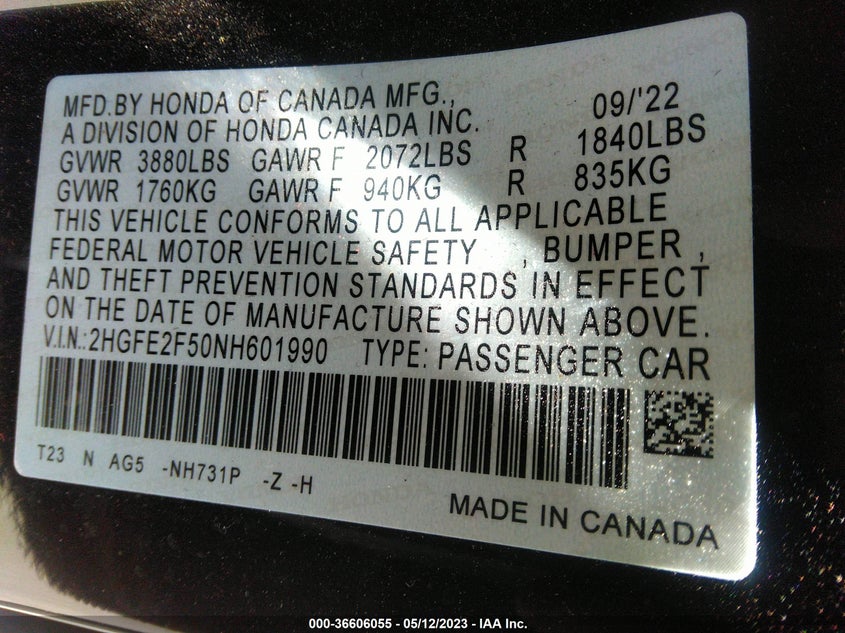 MFD.BY HONDA OF CANADA MFG., 09/'22
A DIVISION OF HONDA CANADA INC.
GVWR 3880LBS GAWR F 2072LBS R 1840LBS
GVWR 1760KG GAWR F 940KG R 835KG
THIS VEHICLE CONFORMS TO ALL APPLICABLE
FEDERAL MOTOR VEHICLE SAFETY , BUMPER ,
AND THEFT PREVENTION STANDARDS IN EFFECT
ON THE DATE OF MANUFACTURE SHOWN ABOVE.
V.I.N.:2HGFE2F50NH601990 TYPE: PASSENGER CAR
T23 N AG5 -NH731P -Z -H
MADE IN CANADA
000-36606055 - 05/12/2023 - IAA Inc.